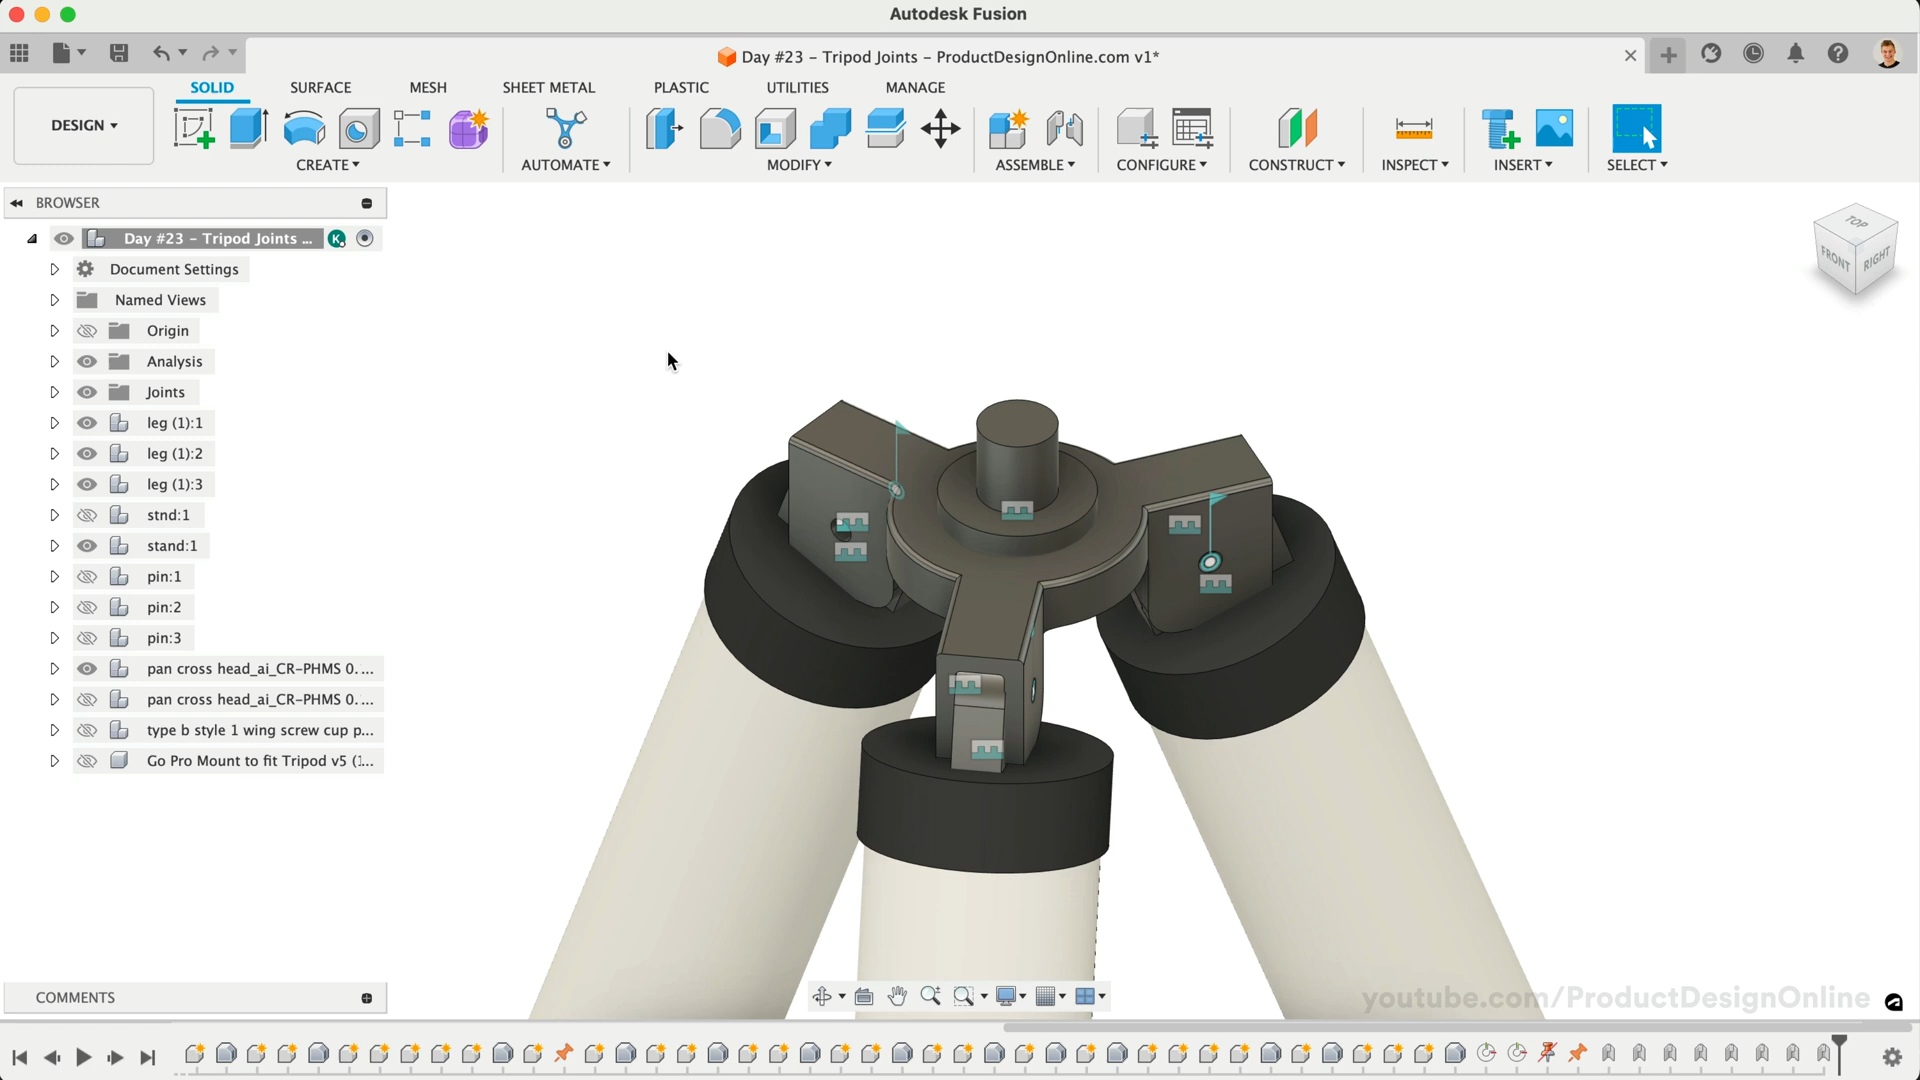 Autodesk Fusion
Day #23 – Tripod Joints – ProductDesignOnline.com v1*
SOLID
SURFACE
MESH
SHEET METAL
PLASTIC
UTILITIES
MANAGE
DESIGN
CREATE
AUTOMATE
MODIFY
ASSEMBLE
CONFIGURE
CONSTRUCT
INSPECT
INSERT
SELECT
BROWSER
Day #23 – Tripod Joints ...
K
Document Settings
Named Views
Origin
Analysis
Joints
leg (1):1
leg (1):2
leg (1):3
stnd:1
stand:1
pin:1
pin:2
pin:3
pan cross head_ai_CR-PHMS 0....
pan cross head_ai_CR-PHMS 0....
type b style 1 wing screw cup p...
Go Pro Mount to fit Tripod v5 (1...
TOP
FRONT
RIGHT
COMMENTS
youtube.com/ProductDesignOnline